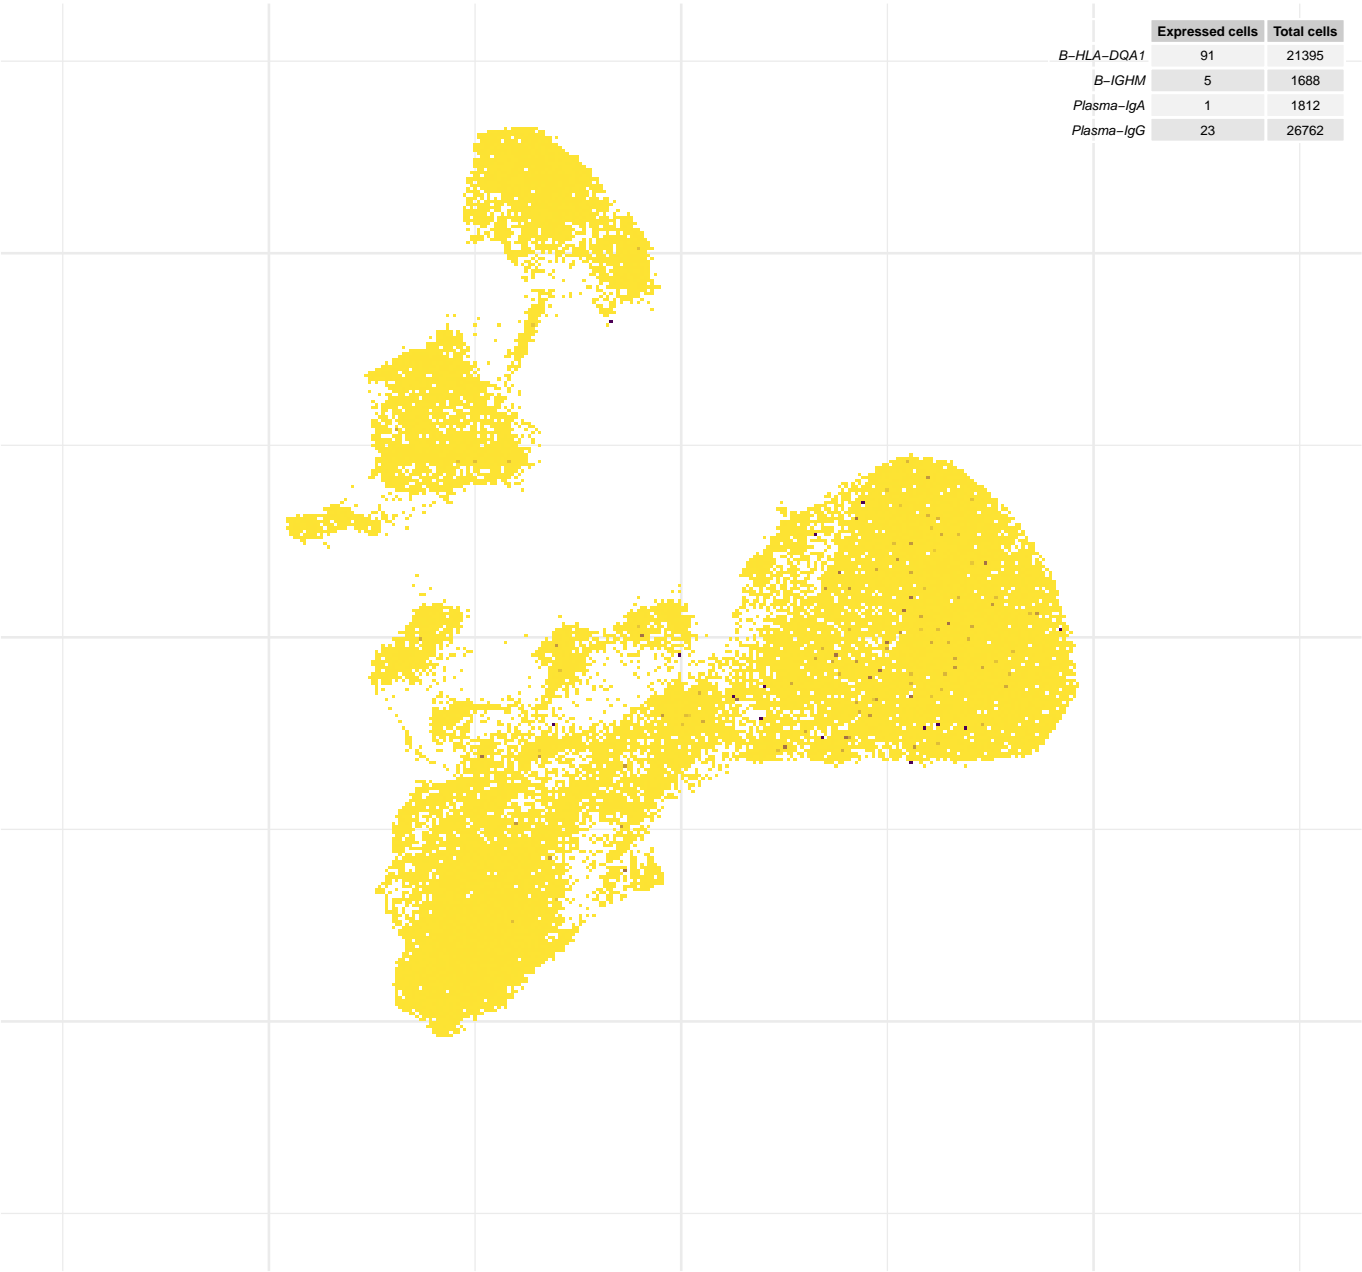 Expressed cells Total cells
B−HLA−DQA1 91 21395
B−IGHM 5 1688
Plasma−IgA 1 1812
Plasma−IgG 23 26762